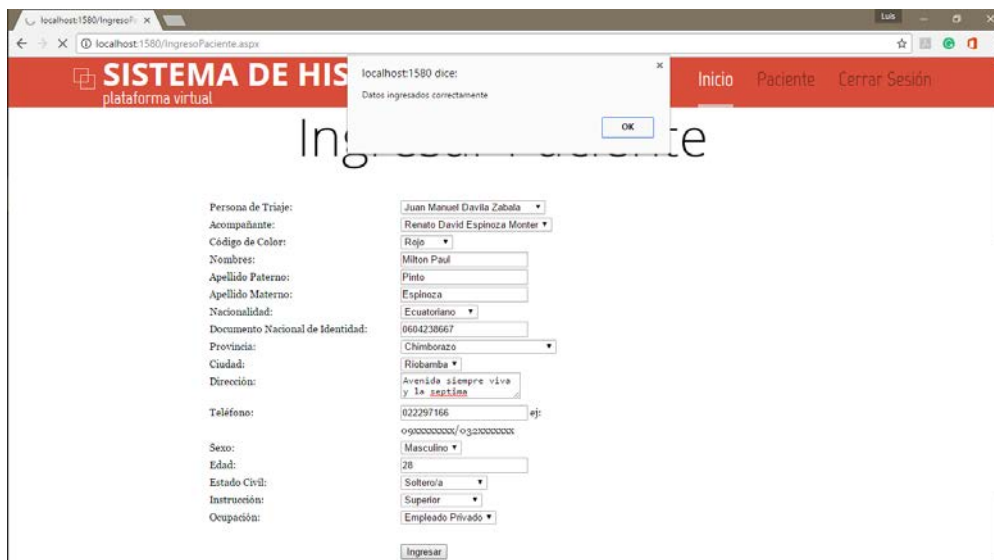 localhost:1580/IngresoP
Luis
localhost:1580/IngresoPaciente.aspx
SISTEMA DE HIS
plataforma virtual
localhost:1580 dice:
Datos ingresados correctamente
OK
Inicio Paciente Cerrar Sesión
Ingresar Paciente
Persona de Triaje: Juan Manuel Davila Zabala
Acompañante: Renato David Espinoza Monter
Código de Color: Rojo
Nombres: Milton Paul
Apellido Paterno: Pinto
Apellido Materno: Espinoza
Nacionalidad: Ecuatoriano
Documento Nacional de Identidad: 0604238667
Provincia: Chimborazo
Ciudad: Riobamba
Dirección: Avenida siempre viva
y la septima
Teléfono: 022297166 ej:
09xxxxxxxx/032xxxxxx
Sexo: Masculino
Edad: 28
Estado Civil: Soltero/a
Instrucción: Superior
Ocupación: Empleado Privado
Ingresar